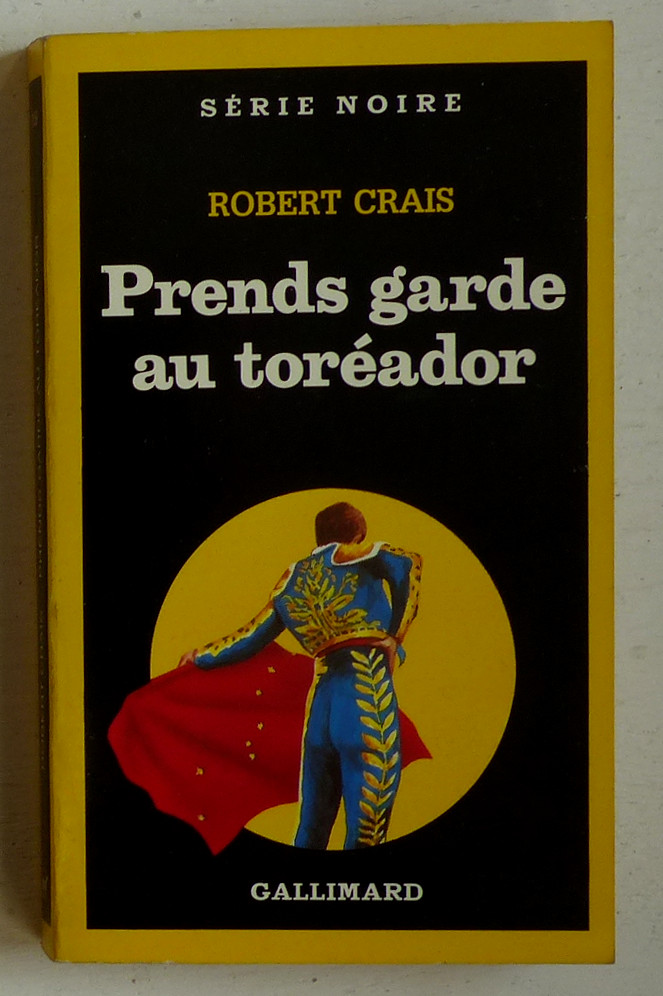 SÉRIE NOIRE
ROBERT CRAIS
Prends garde
au toréador
GALLIMARD